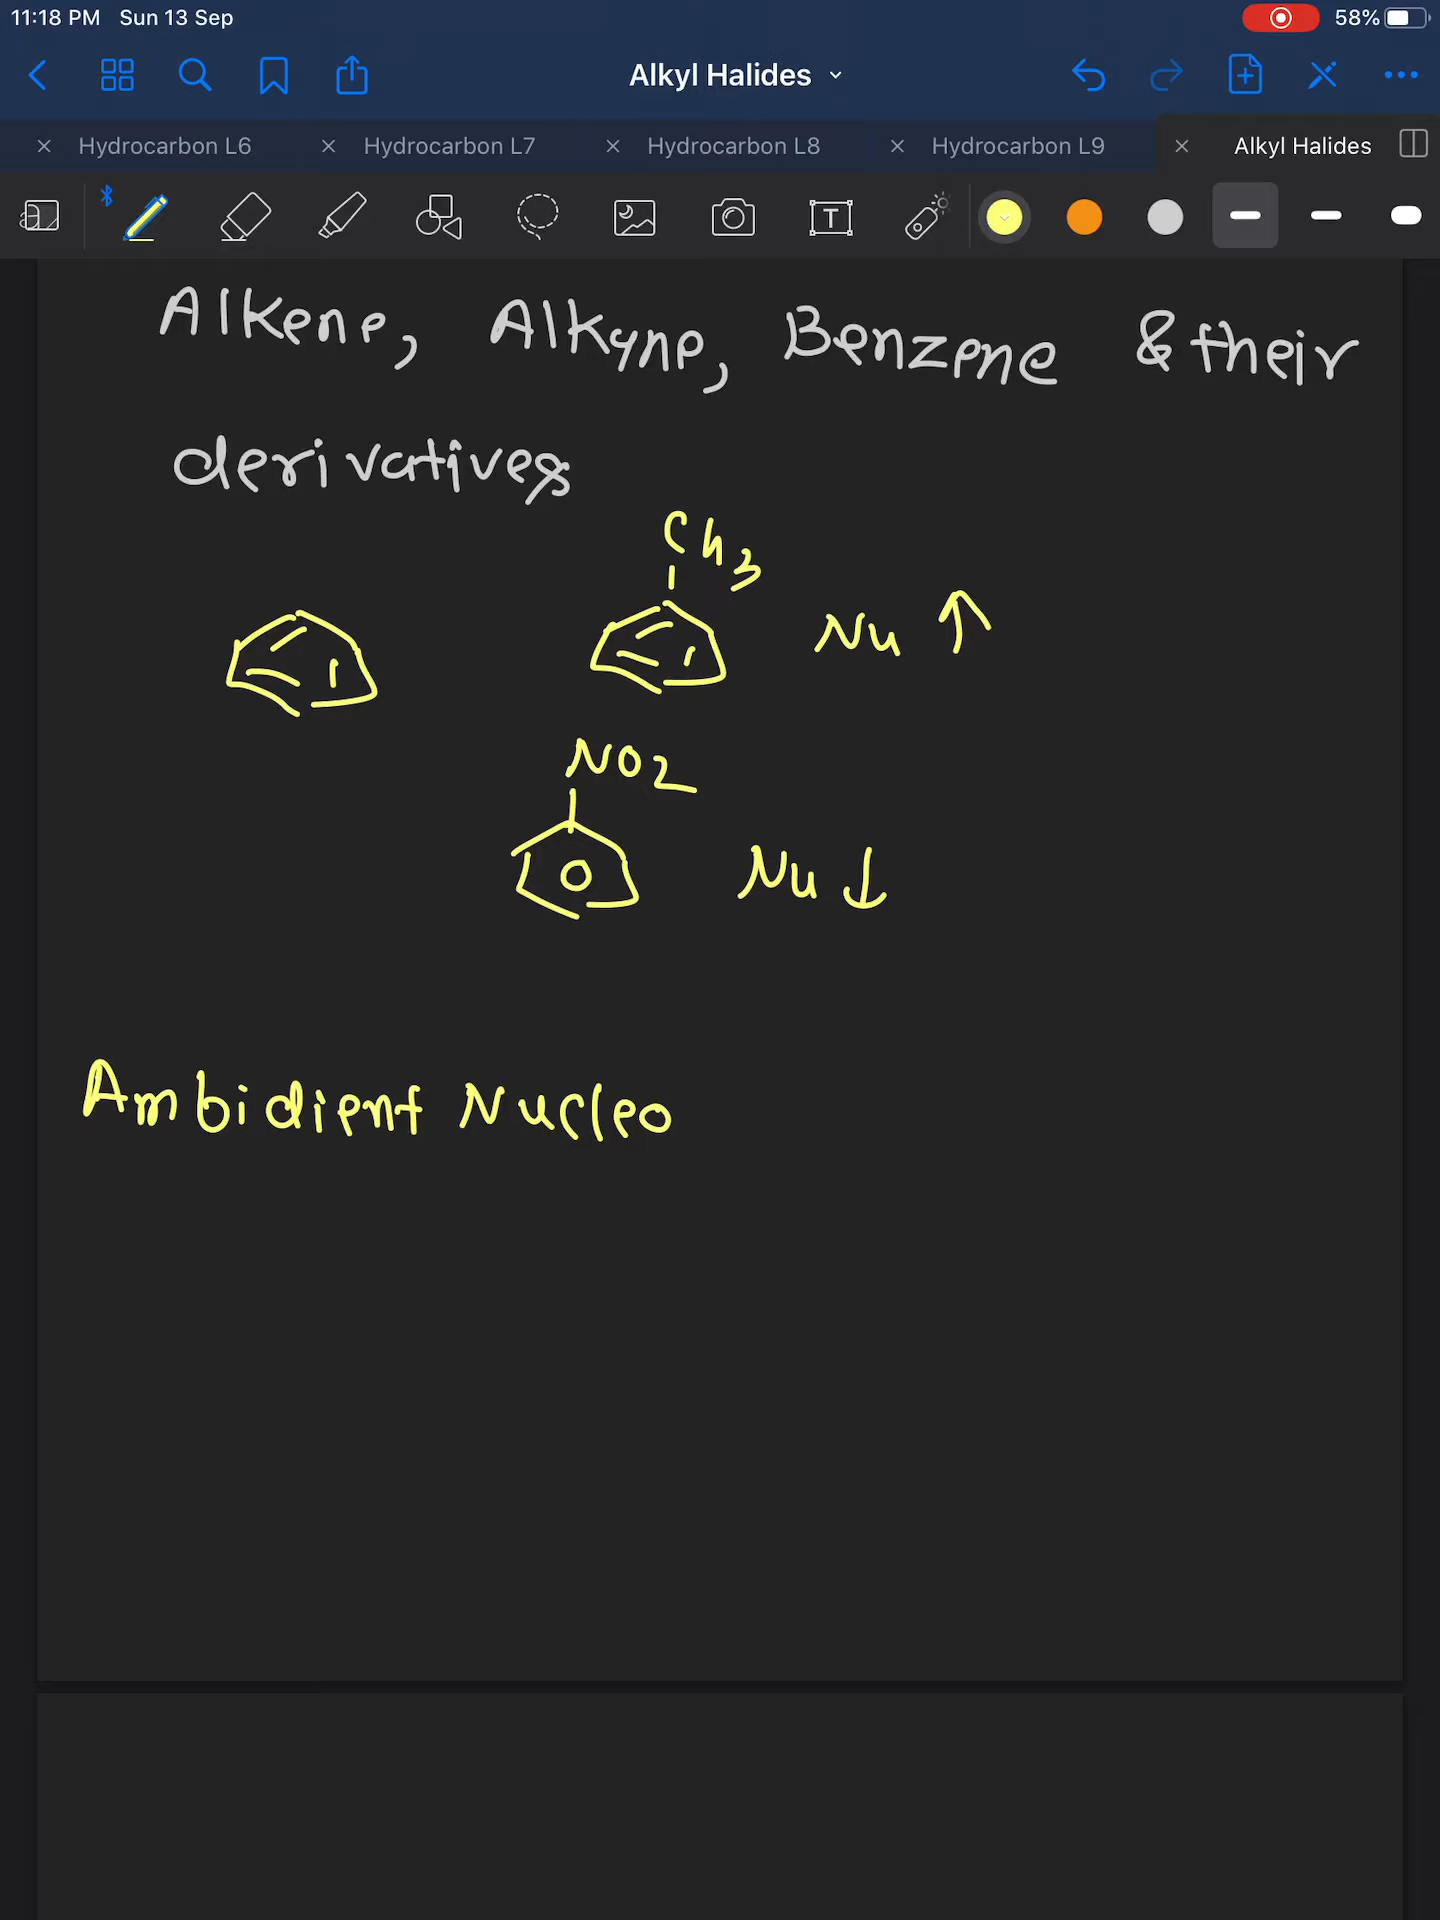 11:18 PM Sun 13 Sep 58%
Alkyl Halides
Hydrocarbon L6 Hydrocarbon L7 Hydrocarbon L8 Hydrocarbon L9 Alkyl Halides
Alkene, Alkyne, Benzene & their
derivatives
CH3
Nu ↑
NO2
Nu ↓
Ambident Nucleo